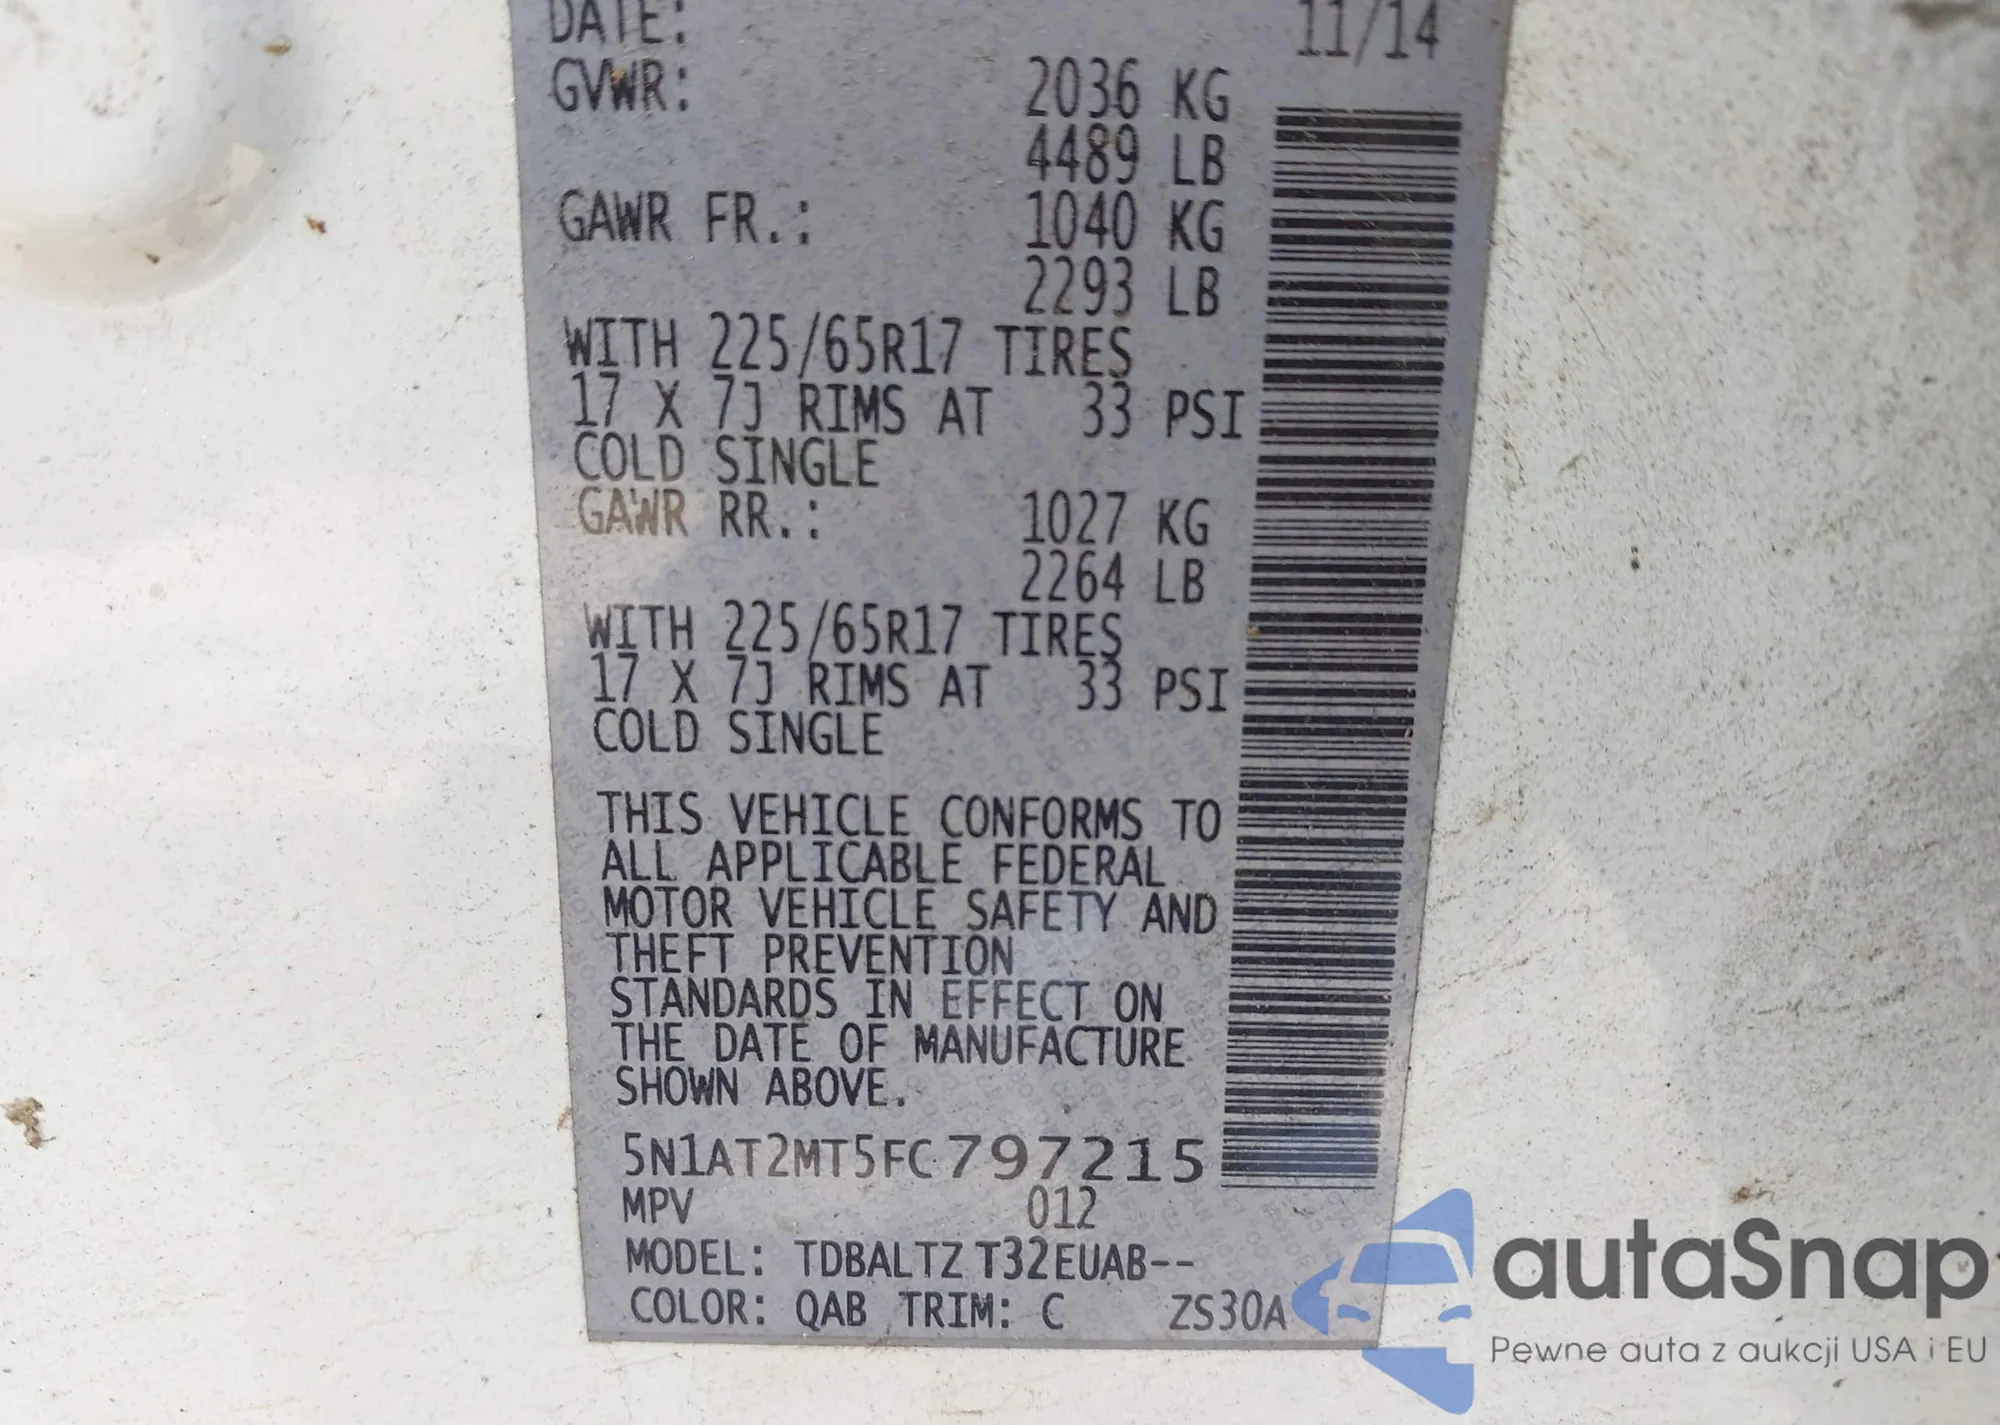 DATE: 11/14
GVWR: 2036 KG
4489 LB
GAWR FR.: 1040 KG
2293 LB
WITH 225/65R17 TIRES
17 X 7J RIMS AT 33 PSI
COLD SINGLE
GAWR RR.: 1027 KG
2264 LB
WITH 225/65R17 TIRES
17 X 7J RIMS AT 33 PSI
COLD SINGLE
THIS VEHICLE CONFORMS TO
ALL APPLICABLE FEDERAL
MOTOR VEHICLE SAFETY AND
THEFT PREVENTION
STANDARDS IN EFFECT ON
THE DATE OF MANUFACTURE
SHOWN ABOVE.
5N1AT2MT5FC797215
MPV 012
MODEL: TDBALTZ T32EUAB--
COLOR: QAB TRIM: C ZS30A
autoSnap
Pewne auta z aukcji USA i EU